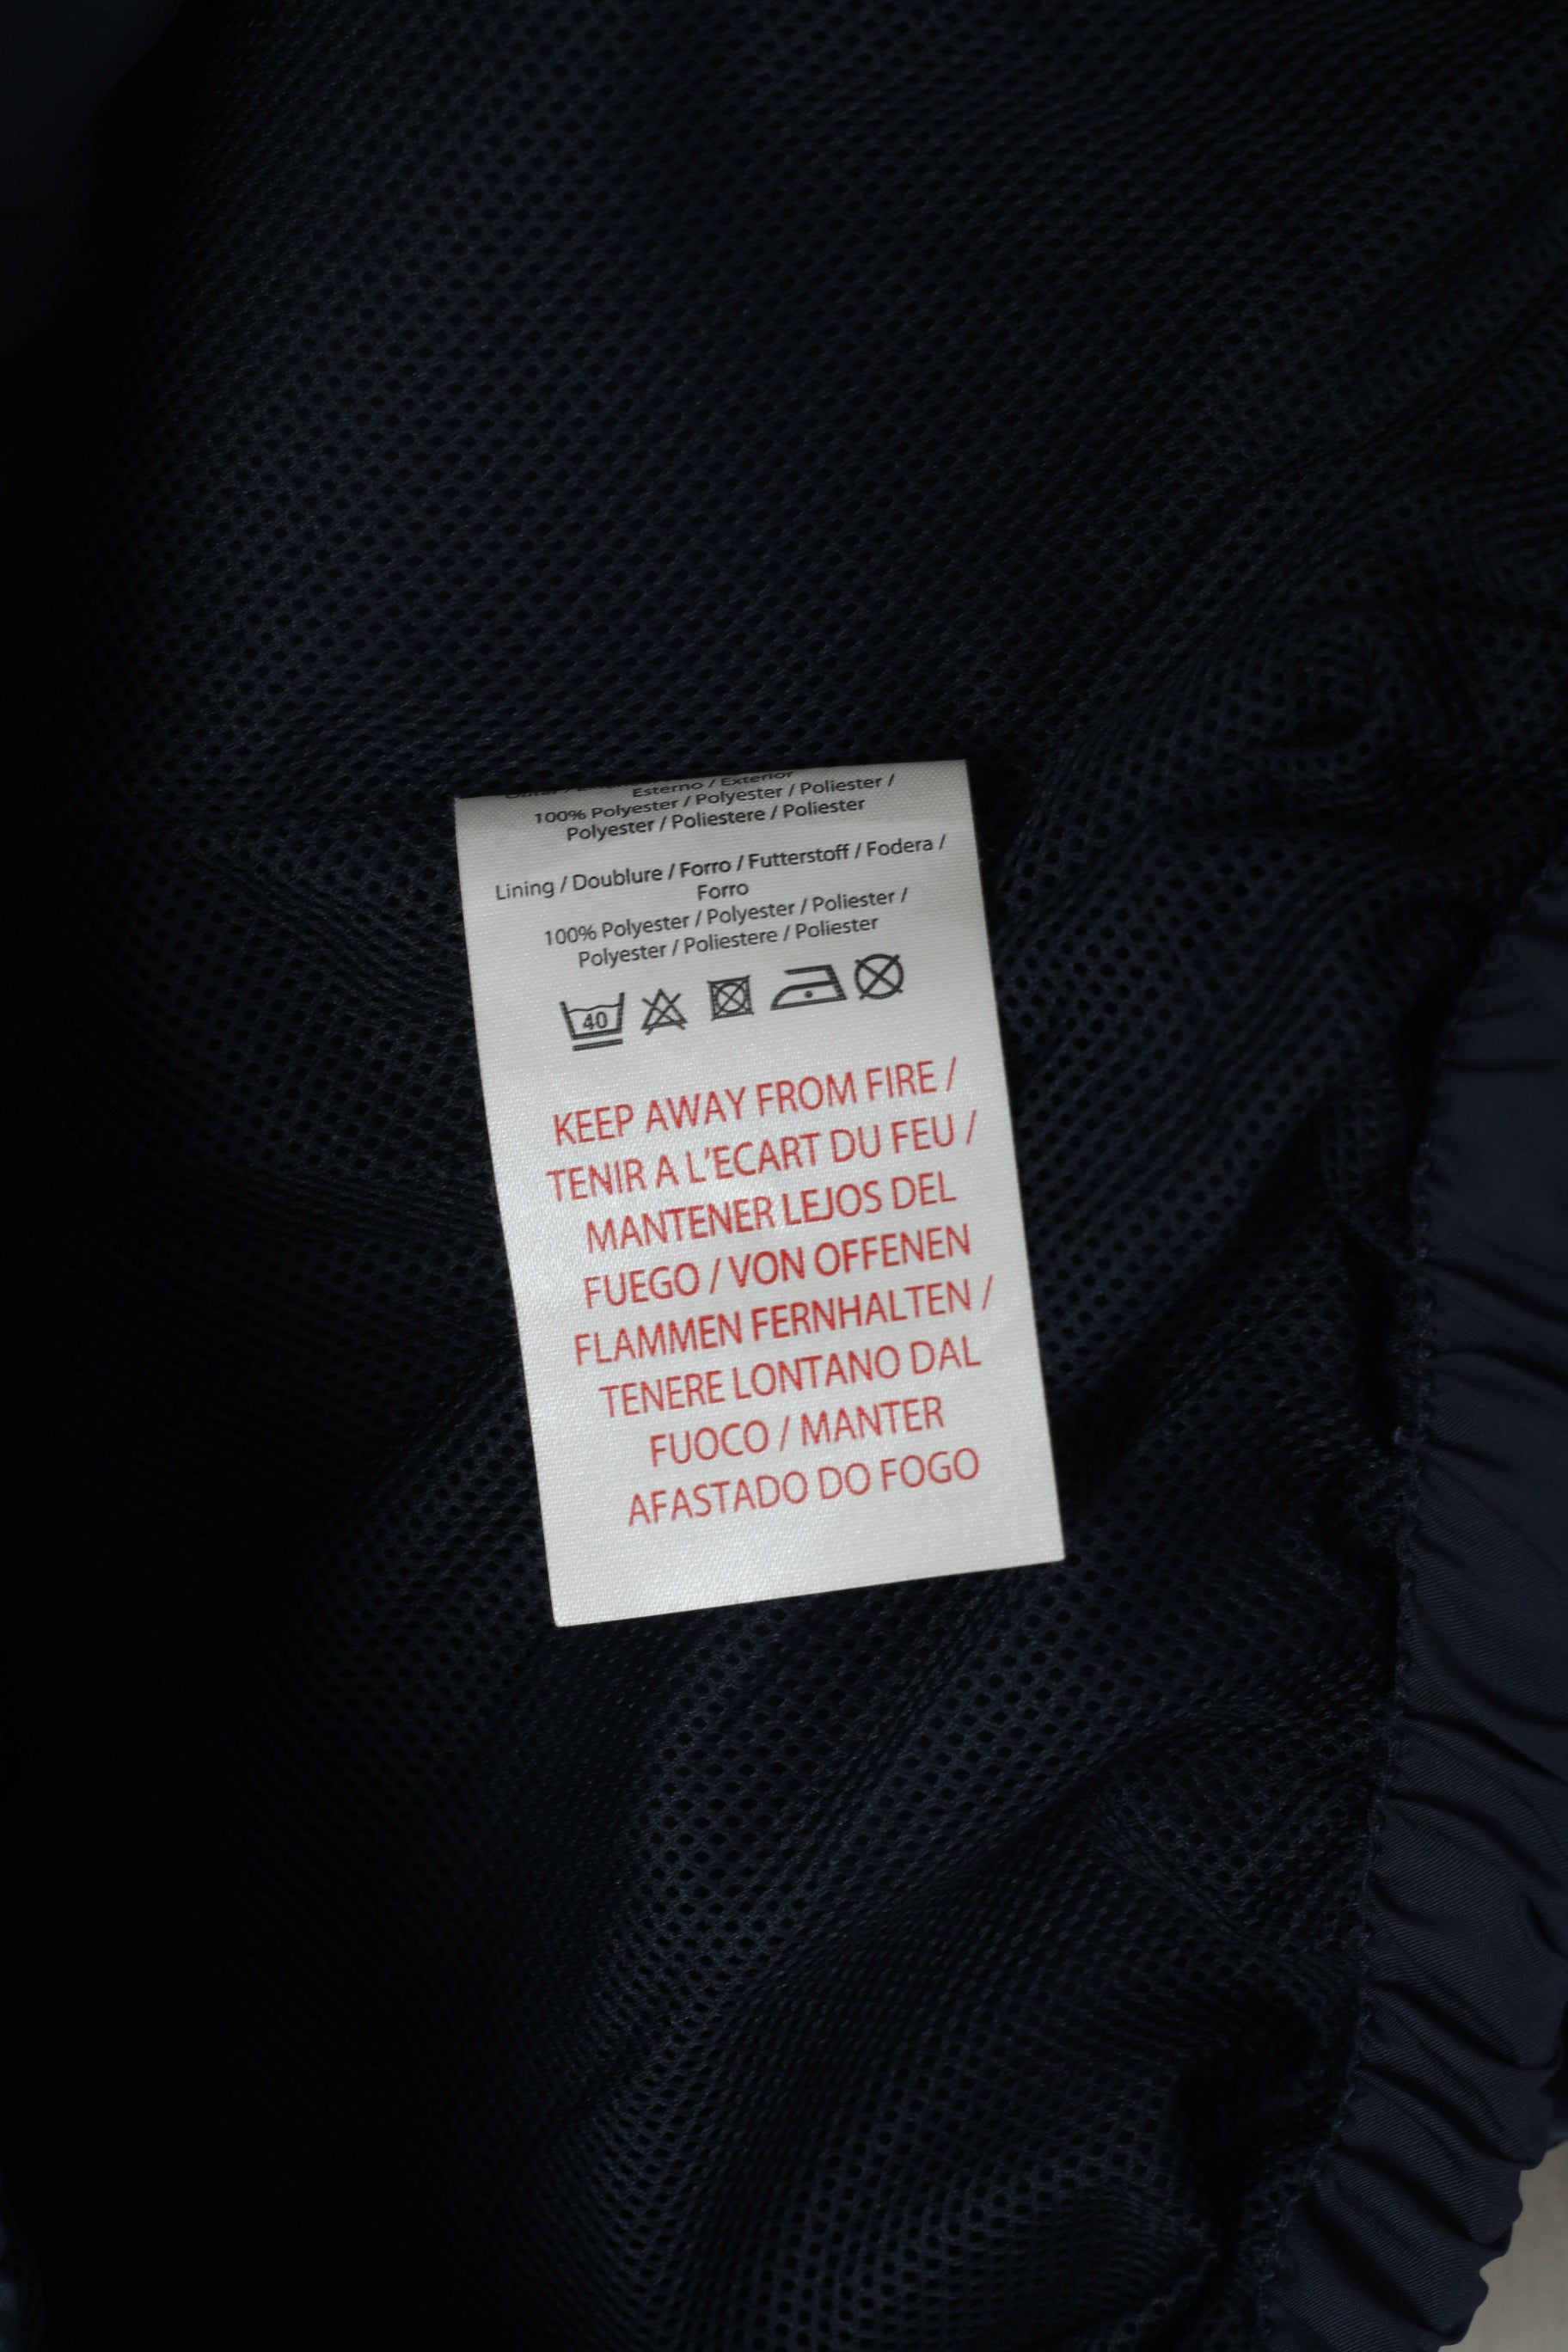 Esterno / Exterior
100% Polyester / Polyester / Poliester /
Polyester / Poliestere / Poliester
Lining / Doublure / Forro / Futterstoff / Fodera /
Forro
100% Polyester / Polyester / Poliester /
Polyester / Poliestere / Poliester
40
KEEP AWAY FROM FIRE /
TENIR A L'ECART DU FEU /
MANTENER LEJOS DEL
FUEGO / VON OFFENEN
FLAMMEN FERNHALTEN /
TENERE LONTANO DAL
FUOCO / MANTER
AFASTADO DO FOGO